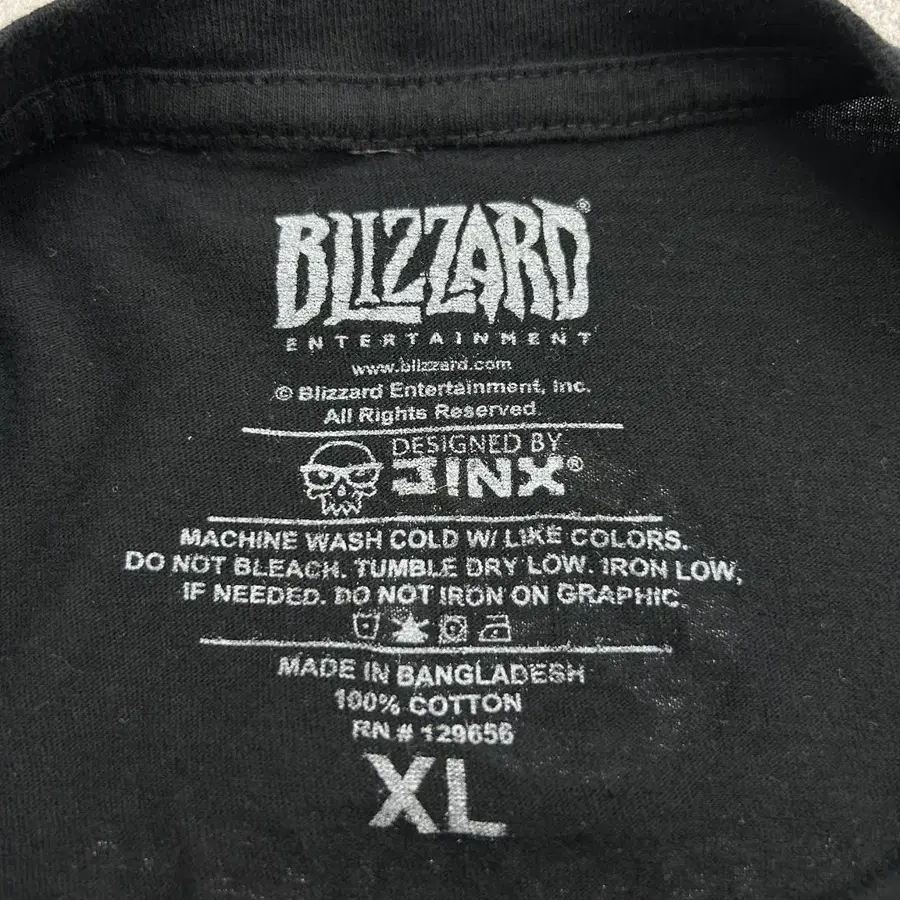 BLIZZARD®
ENTERTAINMENT
www.blizzard.com
© Blizzard Entertainment, Inc.
All Rights Reserved
DESIGNED BY
J!NX®
MACHINE WASH COLD W/ LIKE COLORS.
DO NOT BLEACH. TUMBLE DRY LOW. IRON LOW,
IF NEEDED. DO NOT IRON ON GRAPHIC.
MADE IN BANGLADESH
100% COTTON
RN # 129656
XL